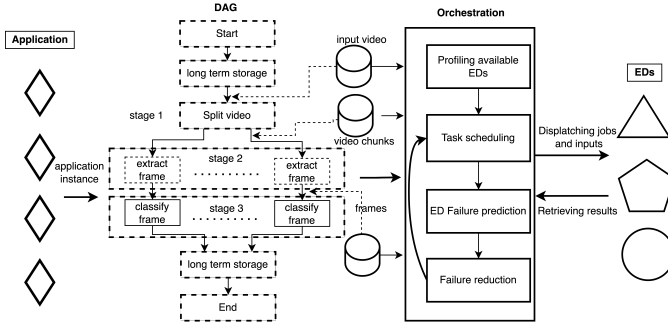 DAG
Orchestration
Application
Start
input video
Profiling available
EDs
EDs
long term storage
stage 1
Split video
video chunks
Task scheduling
Displatching jobs
and inputs
application
instance
stage 2
extract
frame
. . . . . . . . . .
extract
frame
classify
frame
stage 3
. . . . . . . . . .
classify
frame
frames
ED Failure prediction
Retrieving results
long term storage
Failure reduction
End